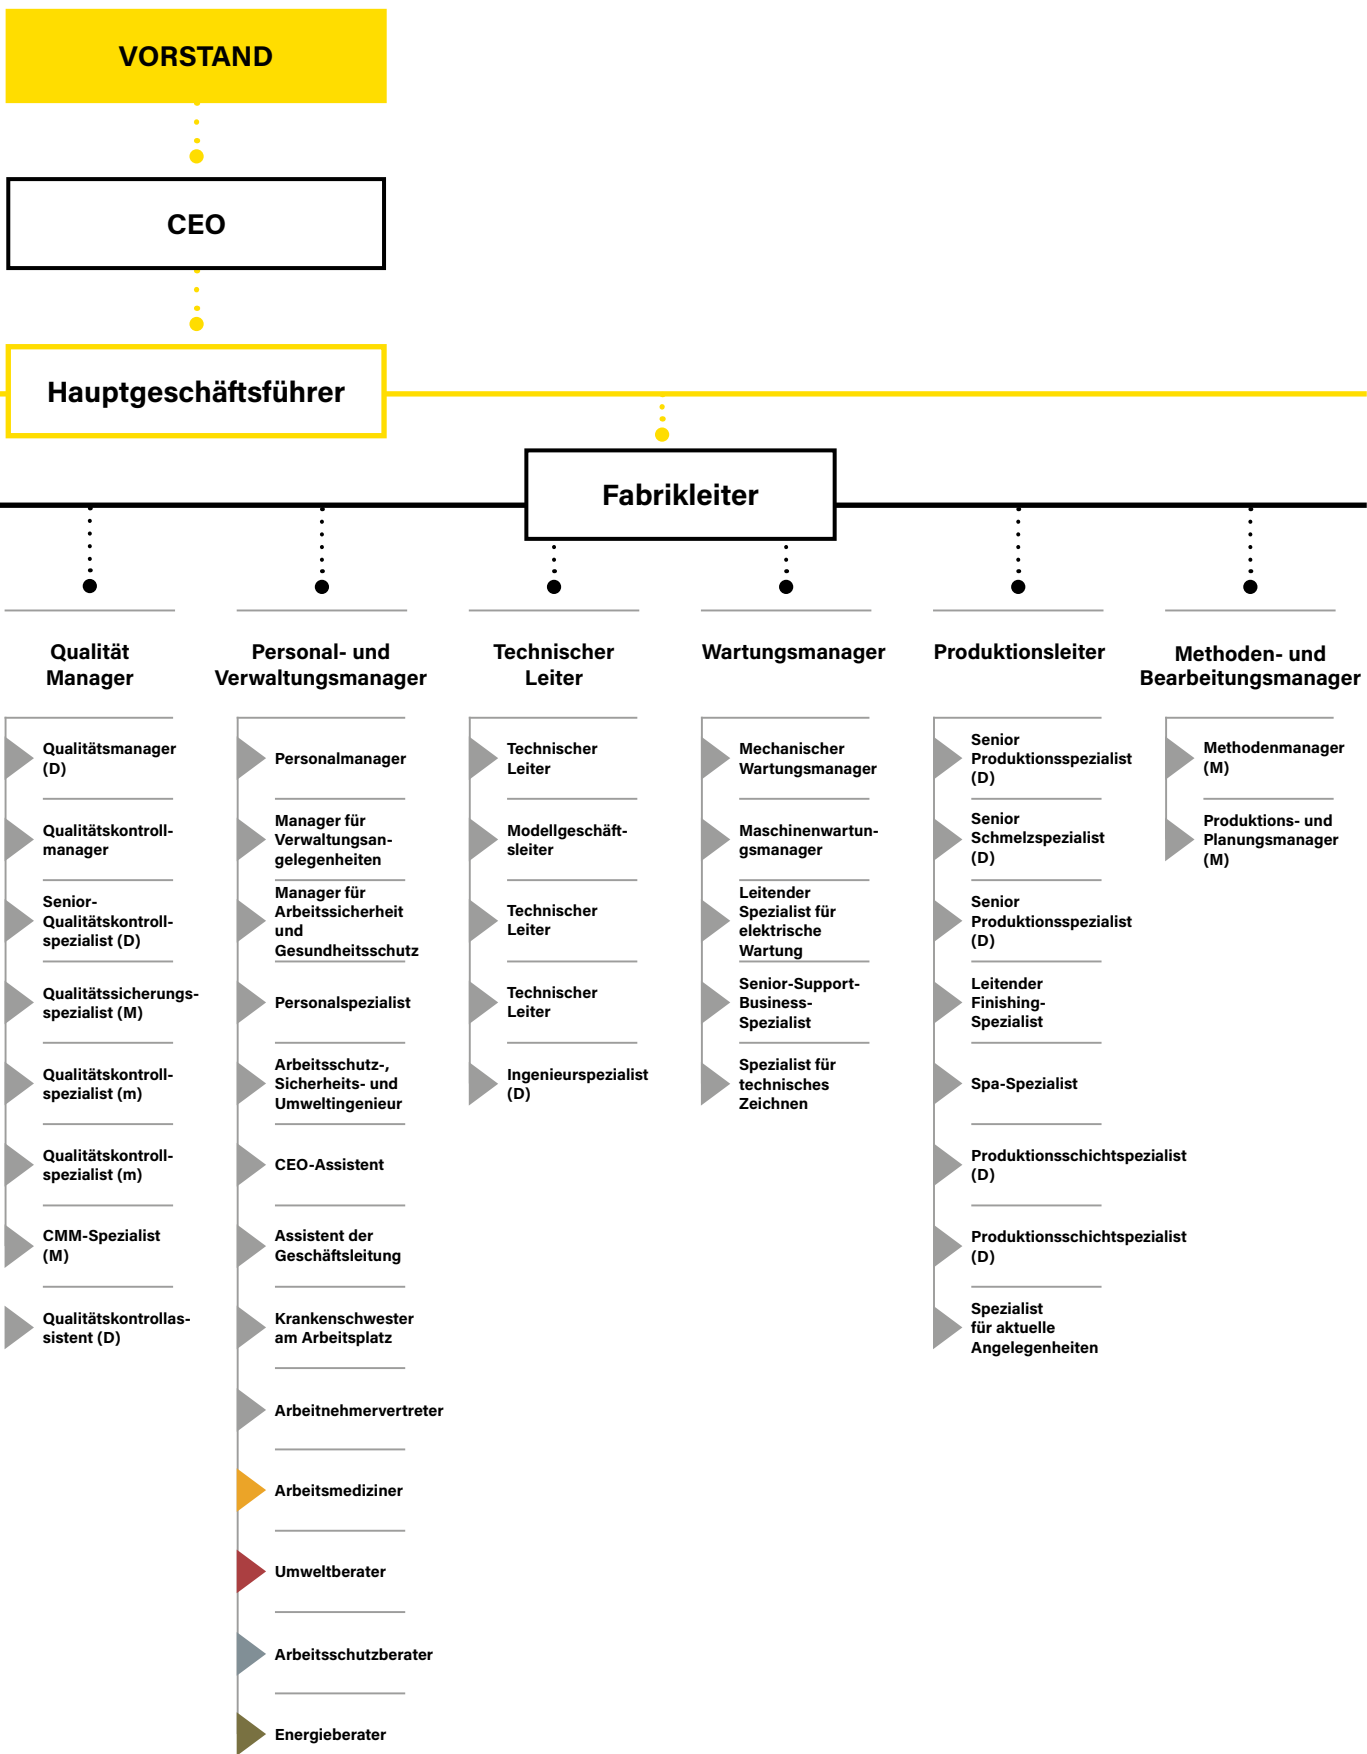 VORSTAND
CEO
Hauptgeschäftsführer
Fabrikleiter
Qualität
Manager
Qualitätsmanager
(D)
Qualitätskontroll-
manager
Senior-
Qualitätskontroll-
spezialist (D)
Qualitätssicherungs-
spezialist (M)
Qualitätskontroll-
spezialist (m)
Qualitätskontroll-
spezialist (m)
CMM-Spezialist
(M)
Qualitätskontrollas-
sistent (D)
Personal- und
Verwaltungsmanager
Personalmanager
Manager für
Verwaltungsan-
gelegenheiten
Manager für
Arbeitssicherheit
und
Gesundheitsschutz
Personalspezialist
Arbeitsschutz-,
Sicherheits- und
Umweltingenieur
CEO-Assistent
Assistent der
Geschäftsleitung
Krankenschwester
am Arbeitsplatz
Arbeitnehmervertreter
Arbeitsmediziner
Umweltberater
Arbeitsschutzberater
Energieberater
Technischer
Leiter
Technischer
Leiter
Modellgeschäft-
sleiter
Technischer
Leiter
Technischer
Leiter
Ingenieurspezialist
(D)
Wartungsmanager
Mechanischer
Wartungsmanager
Maschinenwartun-
gsmanager
Leitender
Spezialist für
elektrische
Wartung
Senior-Support-
Business-
Spezialist
Spezialist für
technisches
Zeichnen
Produktionsleiter
Senior
Produktionsspezialist
(D)
Senior
Schmelzspezialist
(D)
Senior
Produktionsspezialist
(D)
Leitender
Finishing-
Spezialist
Spa-Spezialist
Produktionsschichtspezialist
(D)
Produktionsschichtspezialist
(D)
Spezialist
für aktuelle
Angelegenheiten
Methoden- und
Bearbeitungsmanager
Methodenmanager
(M)
Produktions- und
Planungsmanager
(M)